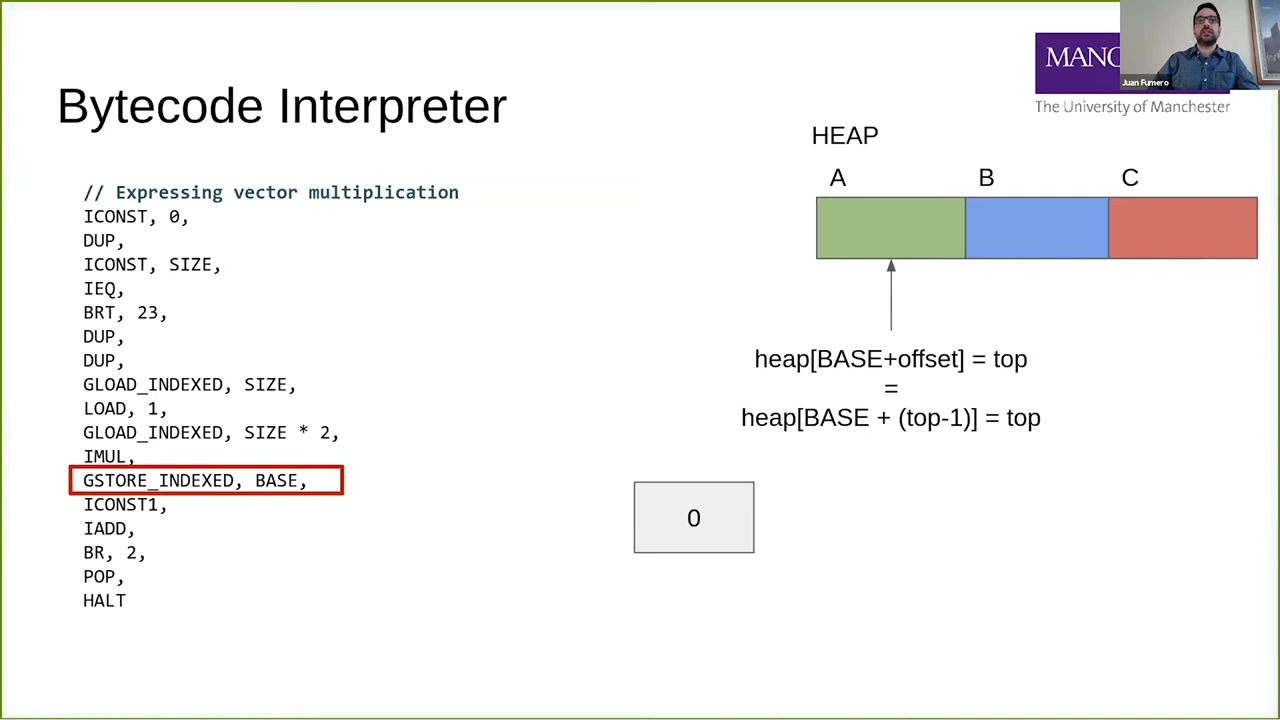 MANC
Juan Fumero
The University of Manchester
Bytecode Interpreter
HEAP
A B C
// Expressing vector multiplication
ICONST, 0,
DUP,
ICONST, SIZE,
IEQ,
BRT, 23,
DUP,
DUP,
GLOAD_INDEXED, SIZE,
LOAD, 1,
GLOAD_INDEXED, SIZE * 2,
IMUL,
GSTORE_INDEXED, BASE,
ICONST1,
IADD,
BR, 2,
POP,
HALT
heap[BASE+offset] = top
=
heap[BASE + (top-1)] = top
0